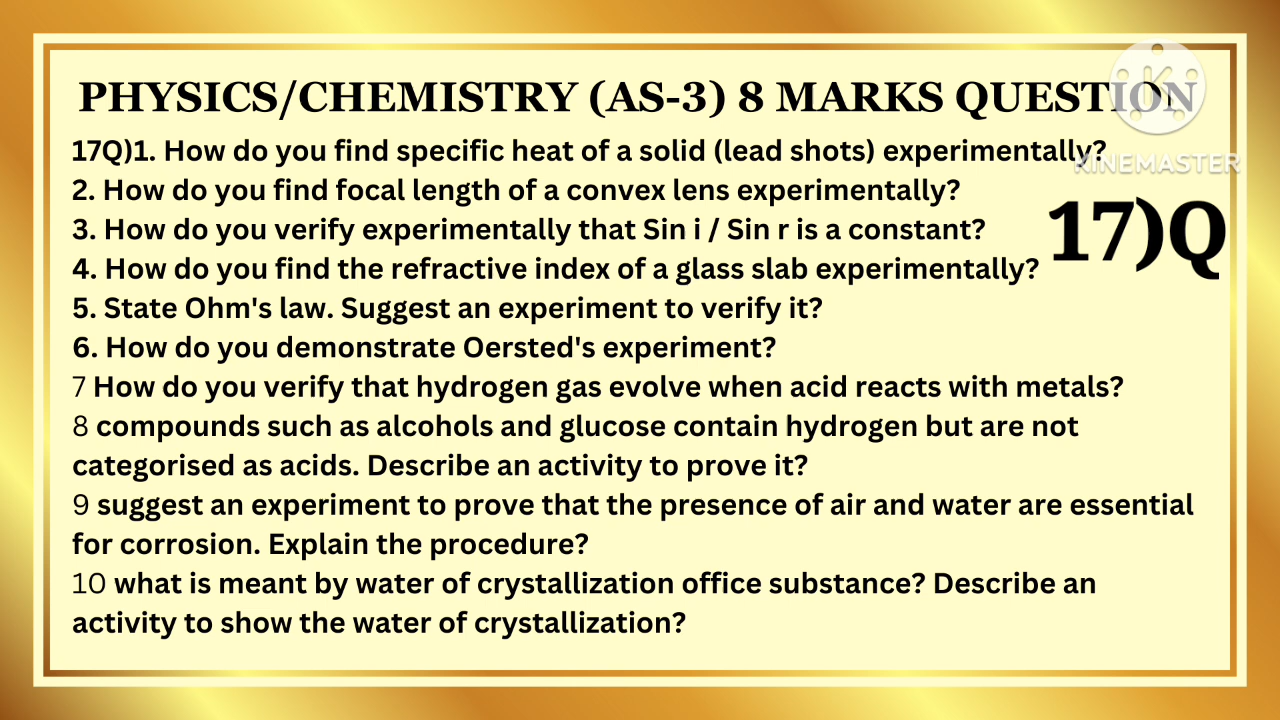 PHYSICS/CHEMISTRY (AS-3) 8 MARKS QUESTION
KINEMASTER
17Q)1. How do you find specific heat of a solid (lead shots) experimentally?
2. How do you find focal length of a convex lens experimentally?
3. How do you verify experimentally that Sin i / Sin r is a constant?
17)Q
4. How do you find the refractive index of a glass slab experimentally?
5. State Ohm's law. Suggest an experiment to verify it?
6. How do you demonstrate Oersted's experiment?
7 How do you verify that hydrogen gas evolve when acid reacts with metals?
8 compounds such as alcohols and glucose contain hydrogen but are not
categorised as acids. Describe an activity to prove it?
9 suggest an experiment to prove that the presence of air and water are essential
for corrosion. Explain the procedure?
10 what is meant by water of crystallization office substance? Describe an
activity to show the water of crystallization?